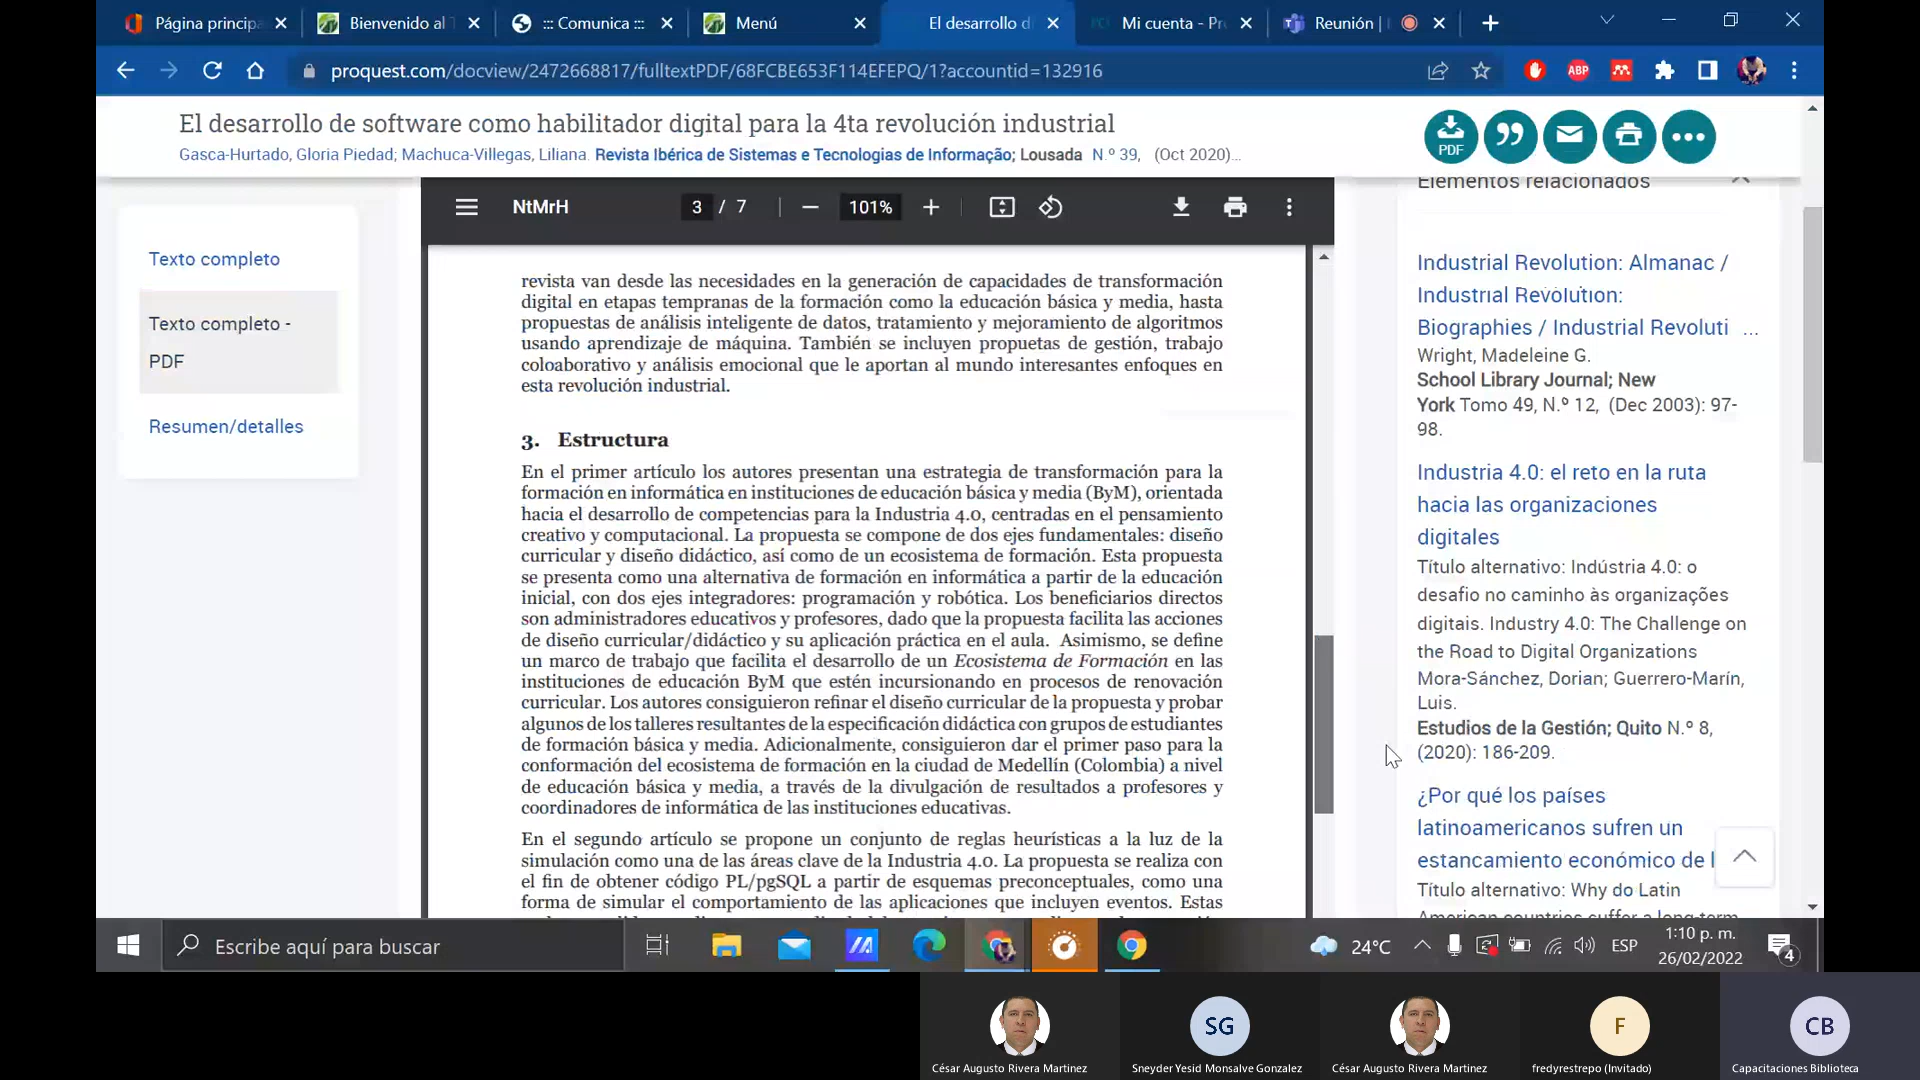 Página principa
Bienvenido al T
::: Comunica :::
Menú
El desarrollo d
Mi cuenta - Pr
Reunión |
proquest.com/docview/2472668817/fulltextPDF/68FCBE653F114EFEPQ/1?accountid=132916
ABP
El desarrollo de software como habilitador digital para la 4ta revolución industrial
Gasca-Hurtado, Gloria Piedad; Machuca-Villegas, Liliana. Revista Ibérica de Sistemas e Tecnologias de Informação; Lousada N.º 39, (Oct 2020)...
PDF
Texto completo
Texto completo -
PDF
Resumen/detalles
NtMrH
3 / 7
101%
revista van desde las necesidades en la generación de capacidades de transformación
digital en etapas tempranas de la formación como la educación básica y media, hasta
propuestas de análisis inteligente de datos, tratamiento y mejoramiento de algoritmos
usando aprendizaje de máquina. También se incluyen propuetas de gestión, trabajo
coloaborativo y análisis emocional que le aportan al mundo interesantes enfoques en
esta revolución industrial.
3. Estructura
En el primer artículo los autores presentan una estrategia de transformación para la
formación en informática en instituciones de educación básica y media (ByM), orientada
hacia el desarrollo de competencias para la Industria 4.0, centradas en el pensamiento
creativo y computacional. La propuesta se compone de dos ejes fundamentales: diseño
curricular y diseño didáctico, así como de un ecosistema de formación. Esta propuesta
se presenta como una alternativa de formación en informática a partir de la educación
inicial, con dos ejes integradores: programación y robótica. Los beneficiarios directos
son administradores educativos y profesores, dado que la propuesta facilita las acciones
de diseño curricular/didáctico y su aplicación práctica en el aula. Asimismo, se define
un marco de trabajo que facilita el desarrollo de un Ecosistema de Formación en las
instituciones de educación ByM que estén incursionando en procesos de renovación
curricular. Los autores consiguieron refinar el diseño curricular de la propuesta y probar
algunos de los talleres resultantes de la especificación didáctica con grupos de estudiantes
de formación básica y media. Adicionalmente, consiguieron dar el primer paso para la
conformación del ecosistema de formación en la ciudad de Medellín (Colombia) a nivel
de educación básica y media, a través de la divulgación de resultados a profesores y
coordinadores de informática de las instituciones educativas.
En el segundo artículo se propone un conjunto de reglas heurísticas a la luz de la
simulación como una de las áreas clave de la Industria 4.0. La propuesta se realiza con
el fin de obtener código PL/pgSQL a partir de esquemas preconceptuales, como una
forma de simular el comportamiento de las aplicaciones que incluyen eventos. Estas
Elementos relacionados
Industrial Revolution: Almanac /
Industrial Revolution:
Biographies / Industrial Revoluti ...
Wright, Madeleine G.
School Library Journal; New
York Tomo 49, N.º 12, (Dec 2003): 97-
98.
Industria 4.0: el reto en la ruta
hacia las organizaciones
digitales
Título alternativo: Indústria 4.0: o
desafio no caminho às organizações
digitais. Industry 4.0: The Challenge on
the Road to Digital Organizations
Mora-Sánchez, Dorian; Guerrero-Marín,
Luis.
Estudios de la Gestión; Quito N.º 8,
(2020): 186-209.
¿Por qué los países
latinoamericanos sufren un
estancamiento económico de l
Título alternativo: Why do Latin
American countries suffer a long-term
Escribe aquí para buscar
24°C
ESP
1:10 p. m.
26/02/2022
4
SG
F
CB
César Augusto Rivera Martinez
Sneyder Yesid Monsalve Gonzalez
César Augusto Rivera Martinez
fredyrestrepo (Invitado)
Capacitaciones Biblioteca